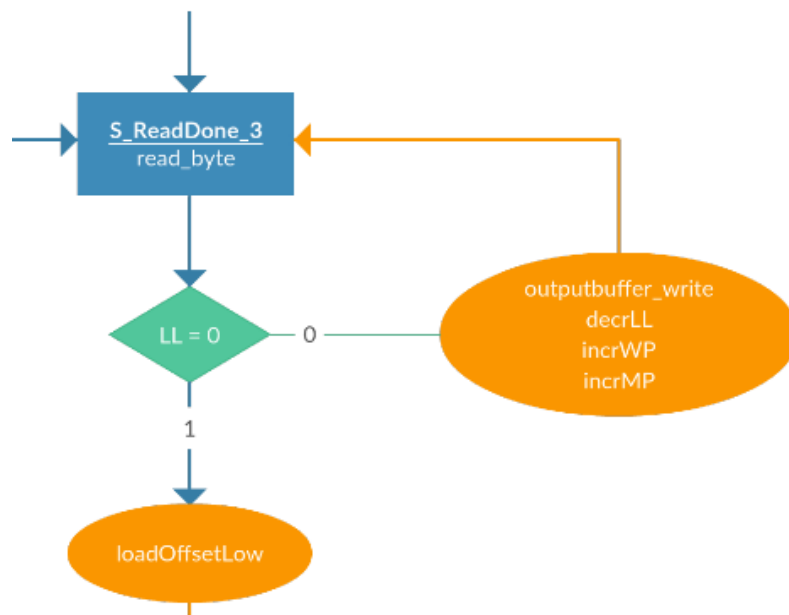 S_ReadDone_3
read_byte
LL = 0
0
outputbuffer_write
decrLL
incrWP
incrMP
1
loadOffsetLow